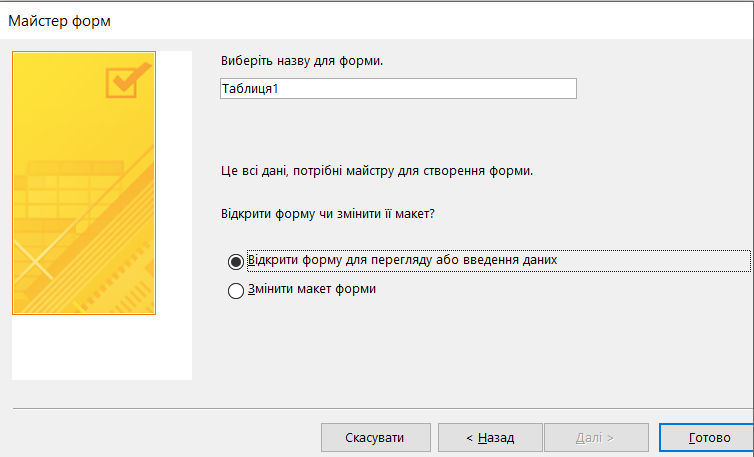 Майстер форм
Виберіть назву для форми.
Таблиця1
Це всі дані, потрібні майстру для створення форми.
Відкрити форму чи змінити її макет?
Відкрити форму для перегляду або введення даних
Змінити макет форми
Скасувати
< Назад
Далі >
Готово